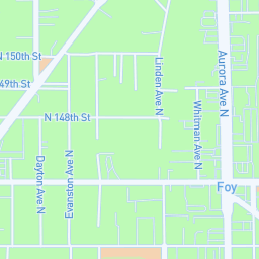 N 150th St
49th St
N 148th St
Linden Ave N
Aurora Ave N
Whitman Ave N
Dayton Ave N
Evanston Ave N
Foy